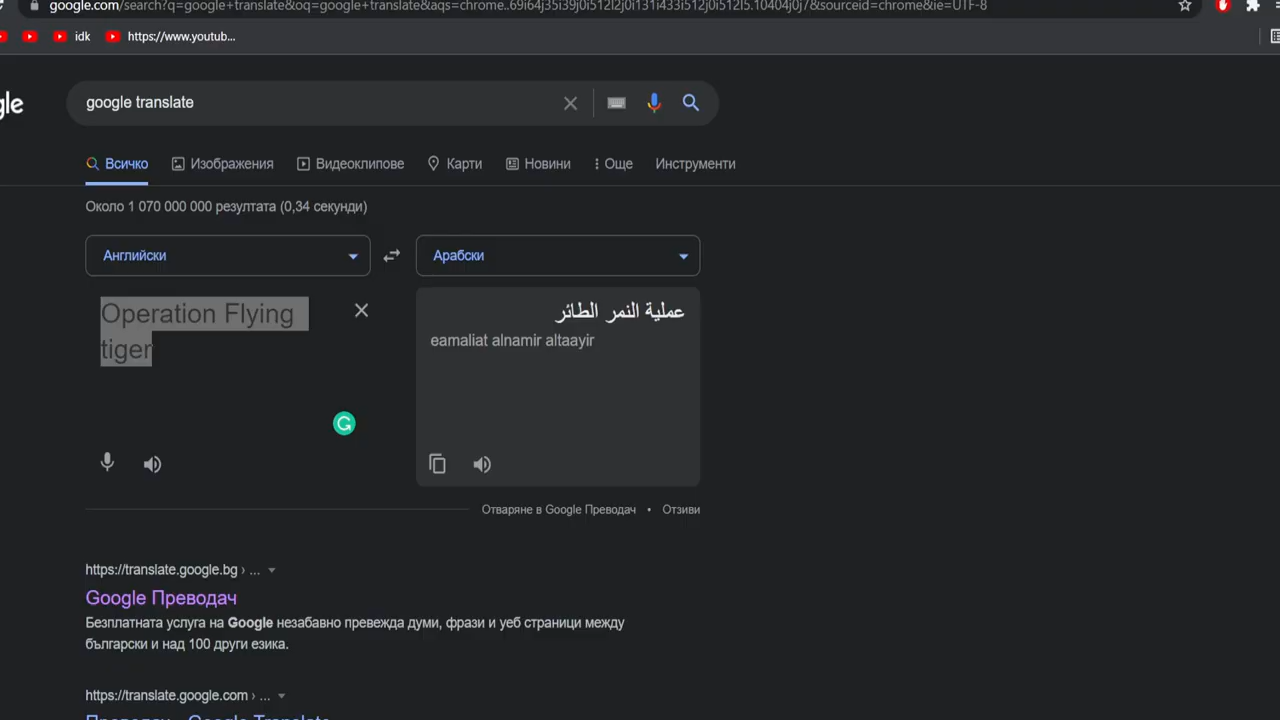 google.com/search?q=google+translate&oq=google+translate&aqs=chrome..69i64j35i39j0i512l2j0i131i433i512j0i512l5.10404j0j7&sourceid=chrome&ie=UTF-8
idk
https://www.youtub...
gle
google translate
Всичко Изображения Видеоклипове Карти Новини Още Инструменти
Около 1 070 000 000 резултата (0,34 секунди)
Английски
Арабски
Operation Flying
tiger
عملية النمر الطائر
eamaliat alnamir altaayir
Отваряне в Google Преводач • Отзиви
https://translate.google.bg › ...
Google Преводач
Безплатната услуга на Google незабавно превежда думи, фрази и уеб страници между
български и над 100 други езика.
https://translate.google.com › ...